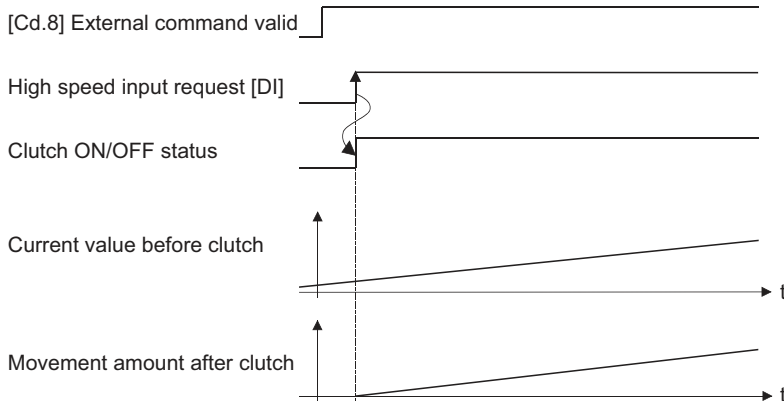 [Cd.8] External command valid
High speed input request [DI]
Clutch ON/OFF status
Current value before clutch
t
Movement amount after clutch
t